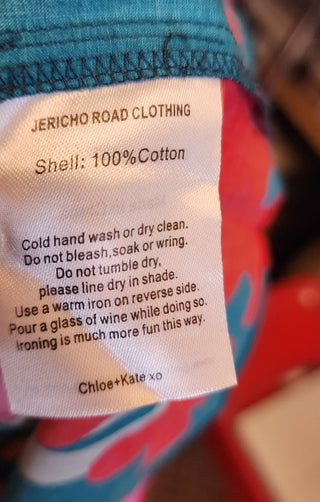 JERICHO ROAD CLOTHING
Shell: 100%Cotton
Cold hand wash or dry clean.
Do not bleash,soak or wring.
Do not tumble dry,
please line dry in shade.
Use a warm iron on reverse side.
Pour a glass of wine while doing so.
Ironing is much more fun this way.
Chloe+Kate xo